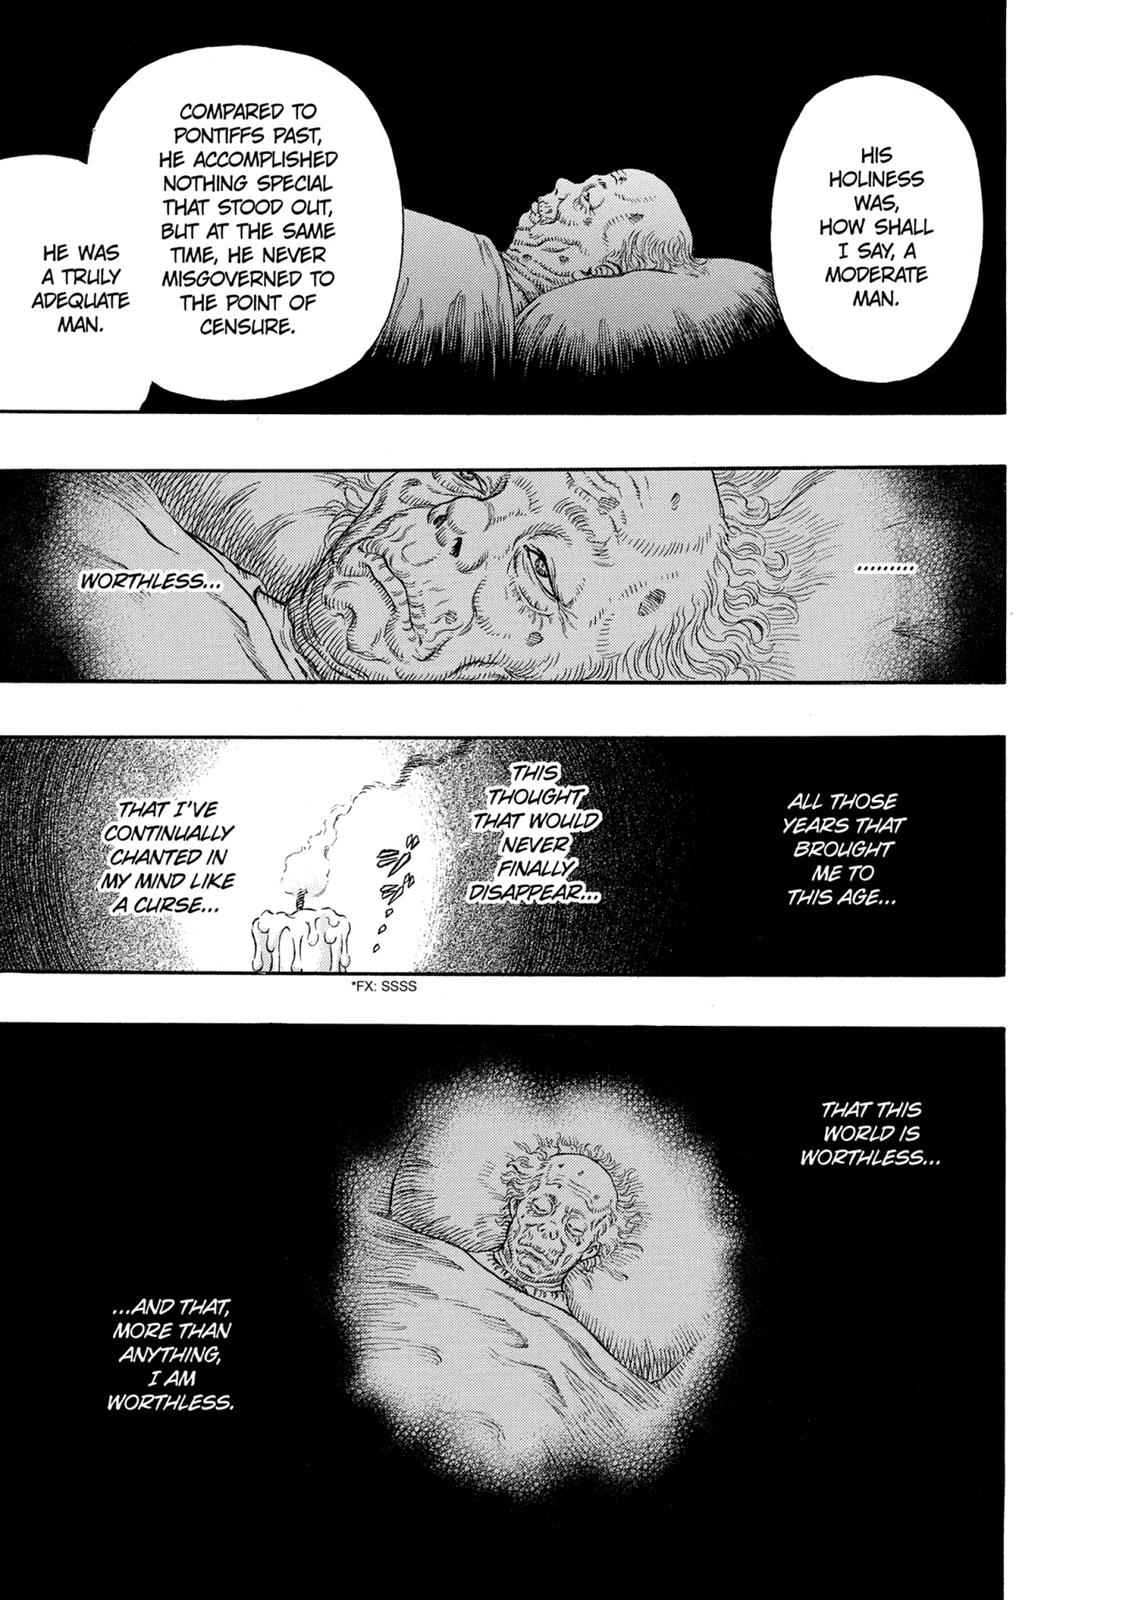 HIS
HOLINESS
WAS,
HOW SHALL
I SAY, A
MODERATE
MAN.
COMPARED TO
PONTIFFS PAST,
HE ACCOMPLISHED
NOTHING SPECIAL
THAT STOOD OUT,
BUT AT THE SAME
TIME, HE NEVER
MISGOVERNED TO
THE POINT OF
CENSURE.
HE WAS
A TRULY
ADEQUATE
MAN.
.........
WORTHLESS...
ALL THOSE
YEARS THAT
BROUGHT
ME TO
THIS AGE...
THIS
THOUGHT
THAT WOULD
NEVER
FINALLY
DISAPPEAR...
THAT I'VE
CONTINUALLY
CHANTED IN
MY MIND LIKE
A CURSE...
*FX: SSSS
THAT THIS
WORLD IS
WORTHLESS...
...AND THAT,
MORE THAN
ANYTHING,
I AM
WORTHLESS.